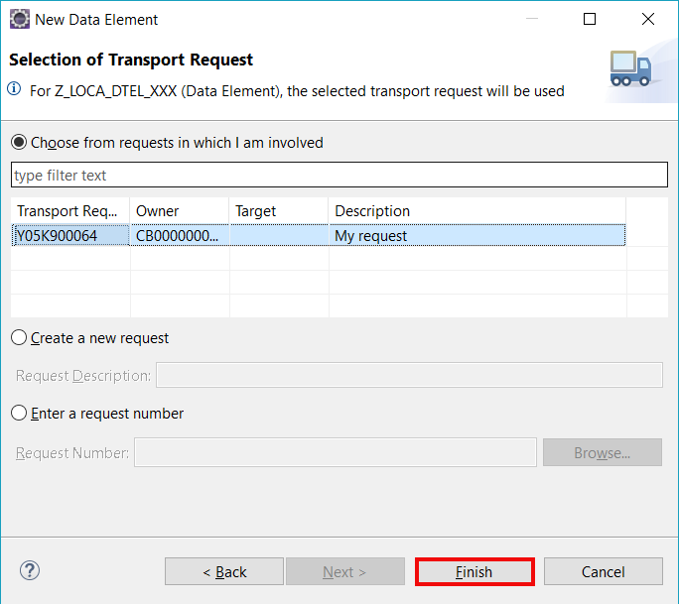 New Data Element
Selection of Transport Request
For Z_LOCA_DTEL_XXX (Data Element), the selected transport request will be used
Choose from requests in which I am involved
type filter text
Transport Req... Owner Target Description
Y05K900064 CB0000000... My request
Create a new request
Request Description:
Enter a request number
Request Number: Browse...
? < Back Next > Finish Cancel